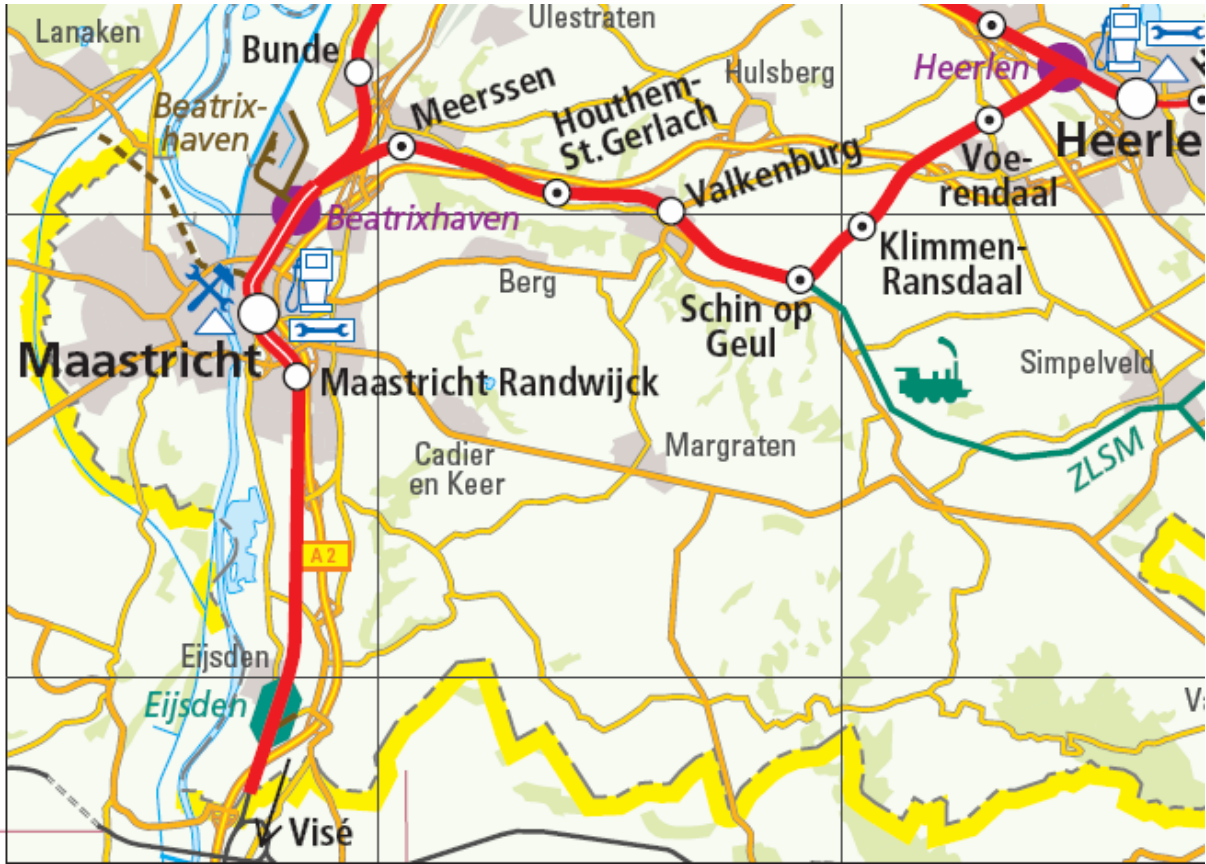 Lanaken
Ulestraten
Bunde
Hulsberg
Heerlen
Meerssen
Houthem-
St.Gerlach
Beatrix-
haven
Heerle
Voe-
rendaal
Valkenburg
Beatrixhaven
Klimmen-
Ransdaal
Berg
Schin op
Geul
Maastricht
Simpelveld
Maastricht Randwijck
Margraten
Cadier
en Keer
ZLSM
A2
Eijsden
Eijsden
Visé